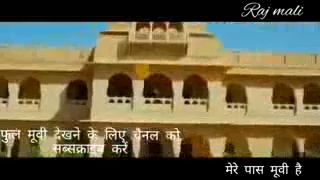 Raj mali
फुल मूवी देखने के लिए चैनल को
सब्सक्राइब करें
मेरे पास मूवी है